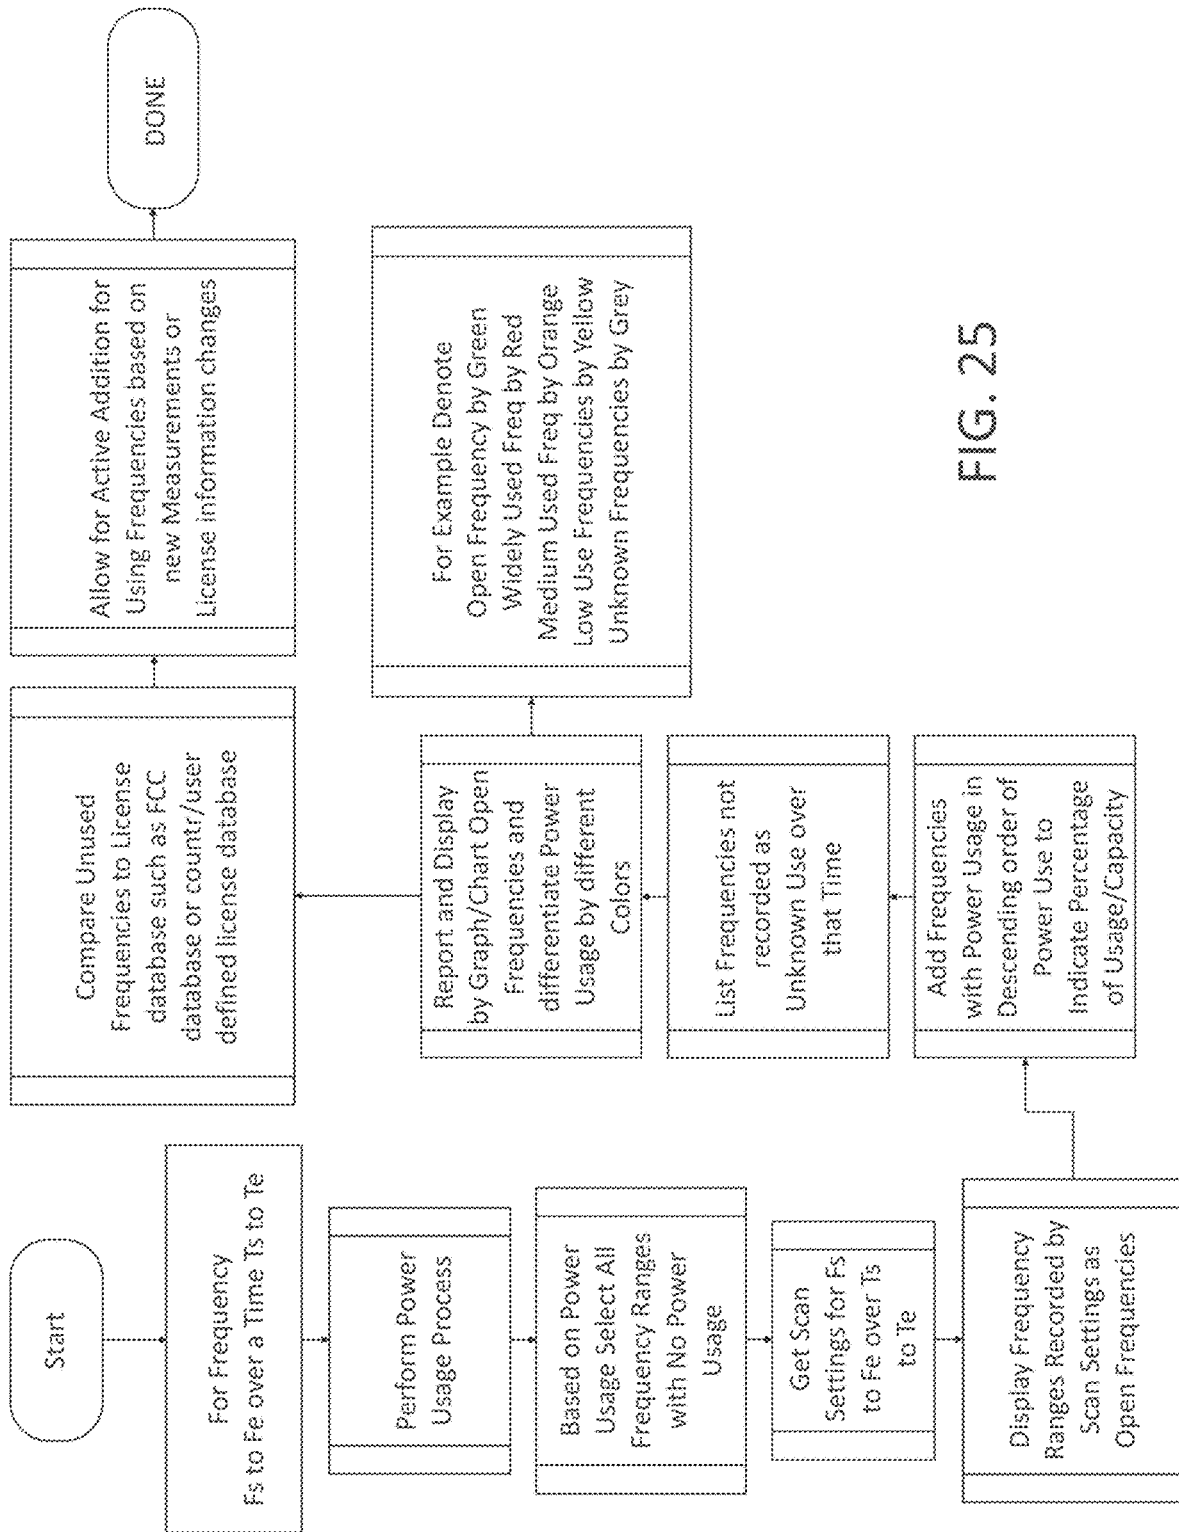 Start
For Frequency
Fs to Fe over a Time Ts to Te
Perform Power
Usage Process
Based on Power
Usage Select All
Frequency Ranges
with No Power
Usage
Get Scan
Settings for Fs
to Fe over Ts
to Te
Display Frequency
Ranges Recorded by
Scan Settings as
Open Frequencies
Add Frequencies
with Power Usage in
Descending order of
Power Use to
Indicate Percentage
of Usage/Capacity
List Frequencies not
recorded as
Unknown Use over
that Time
Report and Display
by Graph/Chart Open
Frequencies and
differentiate Power
Usage by different
Colors
For Example Denote
Open Frequency by Green
Widely Used Freq by Red
Medium Used Freq by Orange
Low Use Frequencies by Yellow
Unknown Frequencies by Grey
Compare Unused
Frequencies to License
database such as FCC
database or countr/user
defined license database
Allow for Active Addition for
Using Frequencies based on
new Measurements or
License information changes
DONE
FIG. 25